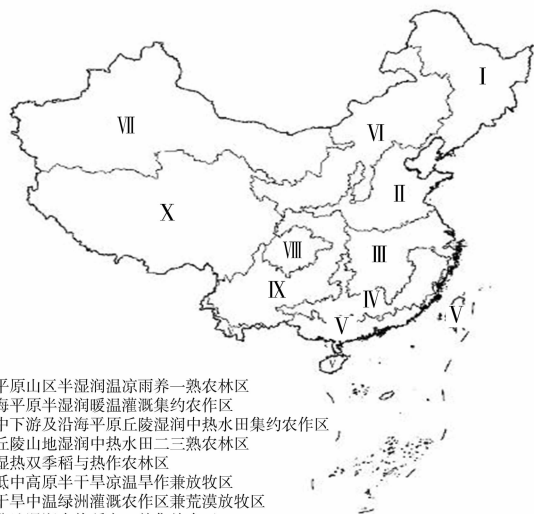 I
VII
VI
II
X
VIII
III
IX
IV
V
V
V
平原山区半湿润温凉雨养一熟农林区
海平原半湿润暖温灌溉集约农作区
中下游及沿海平原丘陵湿润中热水田集约农作区
丘陵山地湿润中热水田二三熟农林区
湿热双季稻与热作农林区
低中高原半干旱凉温旱作兼放牧区
干旱中温绿洲灌溉农作区兼荒漠放牧区